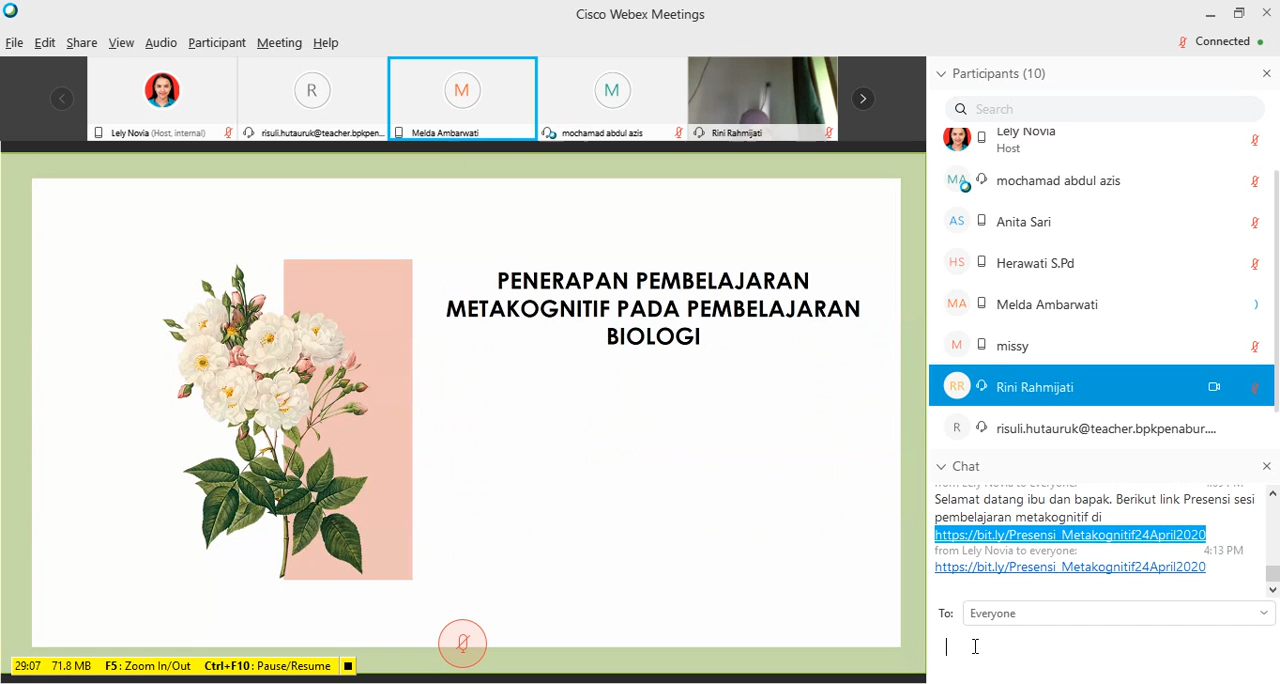 Cisco Webex Meetings
File Edit Share View Audio Participant Meeting Help
Connected
Lely Novia (Host, internal)
R
risuli.hutauruk@teacher.bpkpen...
M
Melda Ambarwati
M
mochamad abdul azis
Rini Rahmijati
PENERAPAN PEMBELAJARAN
METAKOGNITIF PADA PEMBELAJARAN
BIOLOGI
29:07 71.8 MB F5: Zoom In/Out Ctrl+F10: Pause/Resume
Participants (10)
Search
Lely Novia
Host
MA mochamad abdul azis
AS Anita Sari
HS Herawati S.Pd
MA Melda Ambarwati
M missy
RR Rini Rahmijati
R risuli.hutauruk@teacher.bpkpenabur....
Chat
Selamat datang ibu dan bapak. Berikut link Presensi sesi
pembelajaran metakognitif di
https://bit.ly/Presensi_Metakognitif24April2020
from Lely Novia to everyone: 4:13 PM
https://bit.ly/Presensi_Metakognitif24April2020
To: Everyone